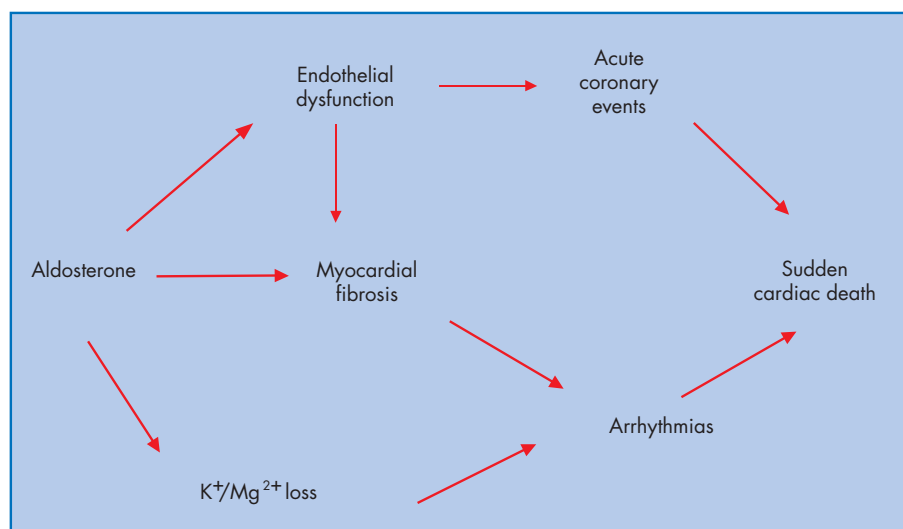 Endothelial
dysfunction
Acute
coronary
events
Aldosterone
Myocardial
fibrosis
Sudden
cardiac death
Arrhythmias
K⁺/Mg²⁺ loss